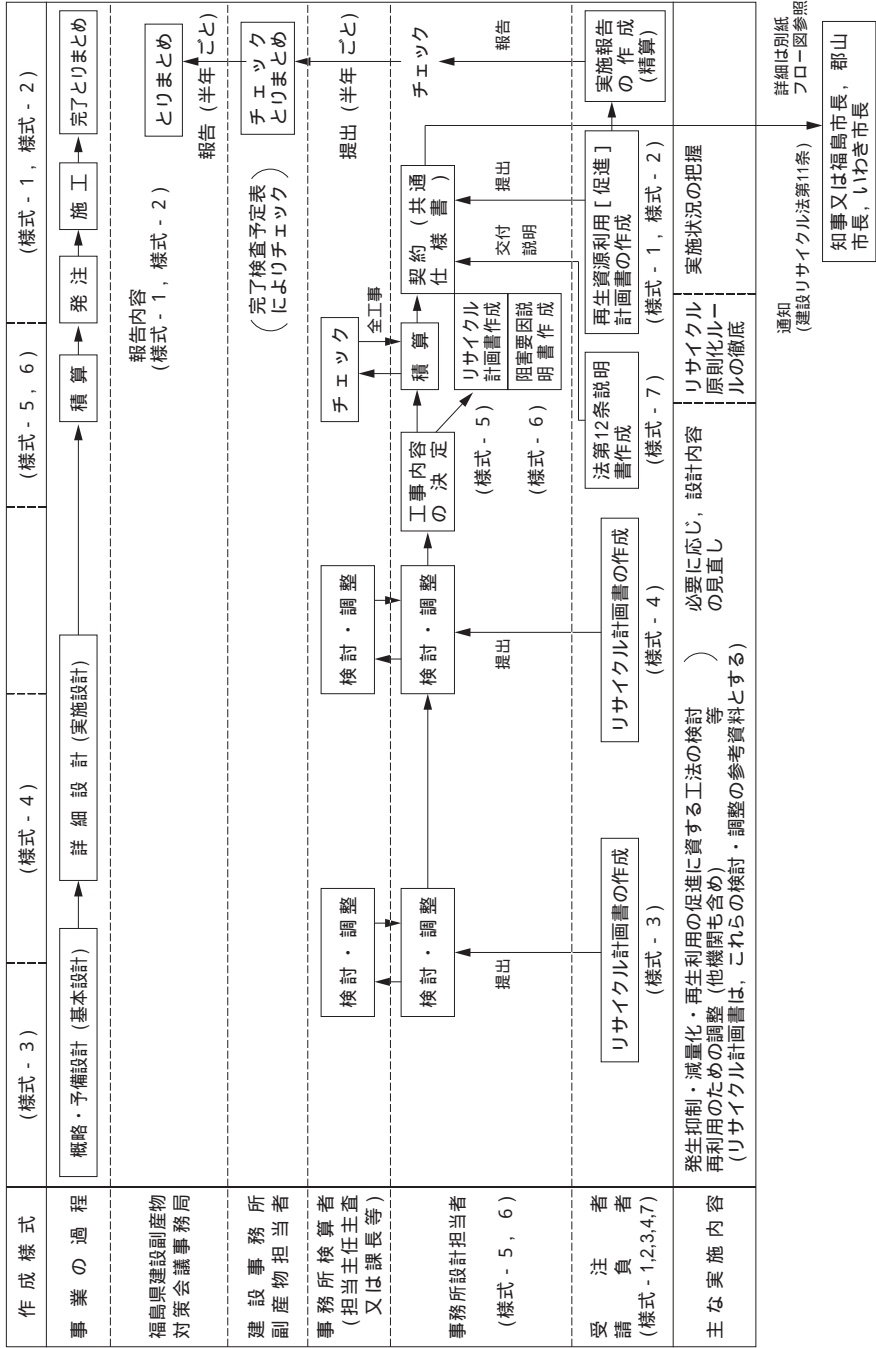 作成様式
(様式-3)
(様式-4)
(様式-5, 6)
(様式-1, 様式-2)
事業の過程
概略・予備設計(基本設計)
詳細設計(実施設計)
積算
発注
施工
完了とりまとめ
福島県建設副産物
対策会議事務局
報告内容
(様式-1, 様式-2)
とりまとめ
報告(半年ごと)
建設事務所
副産物担当者
(完了検査予定表
によりチェック)
チェック
とりまとめ
事務所検算者
(担当主任主査
又は課長等)
検討・調整
検討・調整
チェック
全工事
提出(半年ごと)
事務所設計担当者
(様式-5, 6)
検討・調整
提出
検討・調整
提出
工事内容
の決定
(様式-5)
(様式-6)
積算
リサイクル
計画書作成
阻害要因説
明書作成
契約(共通
仕様書)
交付
説明
提出
チェック
報告
受注者
請負者
(様式-1,2,3,4,7)
リサイクル計画書の作成
(様式-3)
リサイクル計画書の作成
(様式-4)
法第12条説明
書作成
(様式-7)
再生資源利用[促進]
計画書の作成
(様式-1, 様式-2)
実施報告
の作成
(精算)
主な実施内容
発生抑制・減量化・再生利用の促進に資する工法の検討
再利用のための調整(他機関も含め) 等)
(リサイクル計画書は,これらの検討・調整の参考資料とする)
必要に応じ,設計内容
の見直し
リサイクル
原則化ルー
ルの徹底
実施状況の把握
通知
(建設リサイクル法第11条)
詳細は別紙
フロー図参照
知事又は福島市長,郡山
市長,いわき市長